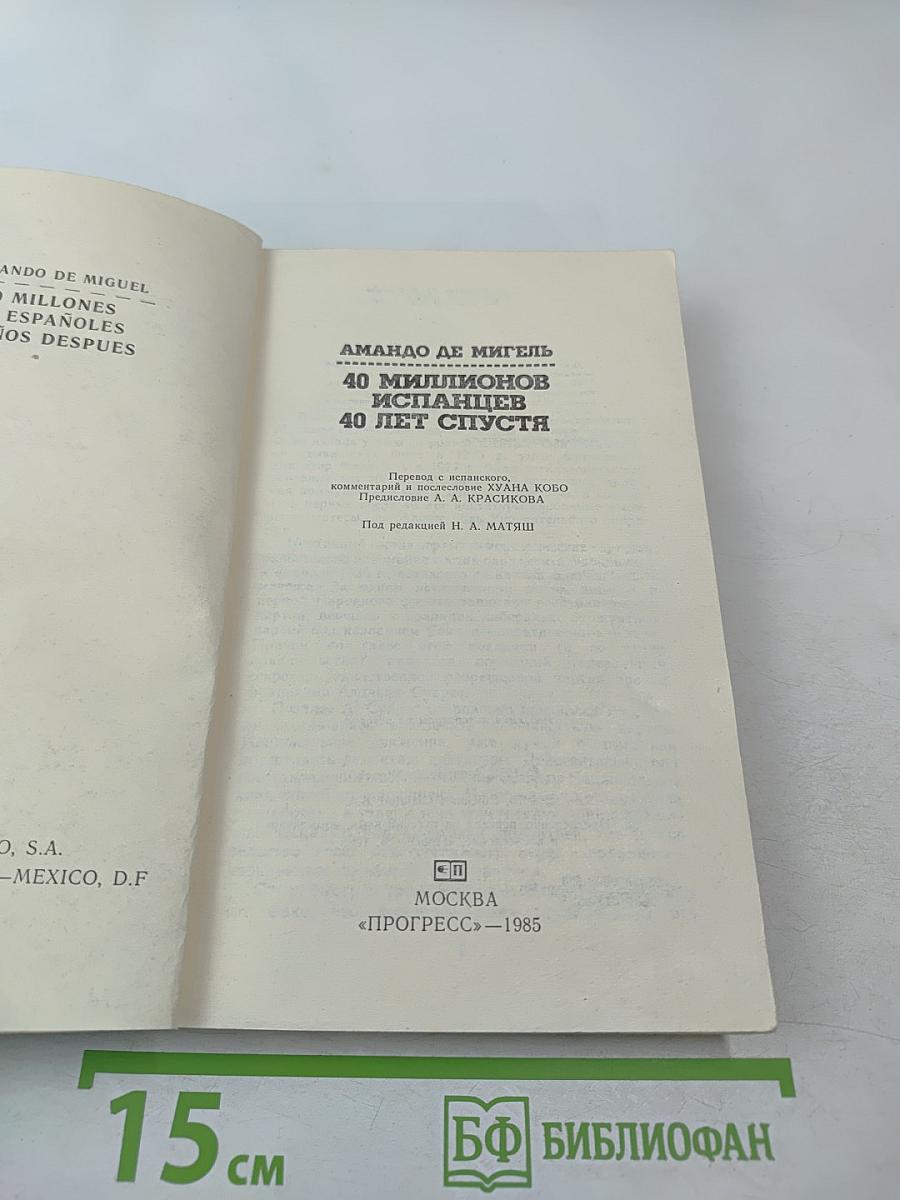 ANDO DE MIGUEL
MILLONES
ESPAÑOLES
ÑOS DESPUES
O, S.A.
—MEXICO, D.F
АМАНДО ДЕ МИГЕЛЬ
40 МИЛЛИОНОВ
ИСПАНЦЕВ
40 ЛЕТ СПУСТЯ
Перевод с испанского,
комментарий и послесловие ХУАНА КОБО
Предисловие А. А. КРАСИКОВА
Под редакцией Н. А. МАТЯШ
МОСКВА
«ПРОГРЕСС»—1985
15 см
БФ БИБЛИОФАН